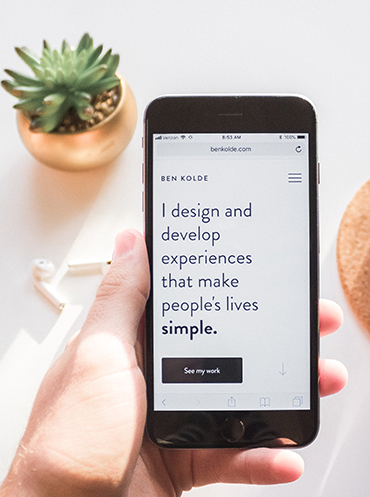 verizon 8:53 AM 100%
benkolde.com
BEN KOLDE
I design and
develop
experiences
that make
people's lives
simple.
See my work